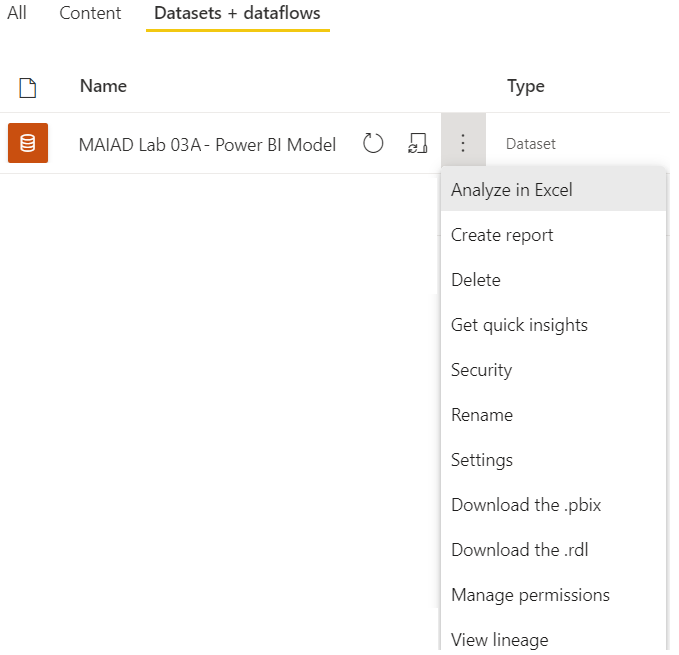 All Content Datasets + dataflows
Name Type
MAIAD Lab 03A - Power BI Model Dataset
Analyze in Excel
Create report
Delete
Get quick insights
Security
Rename
Settings
Download the .pbix
Download the .rdl
Manage permissions
View lineage